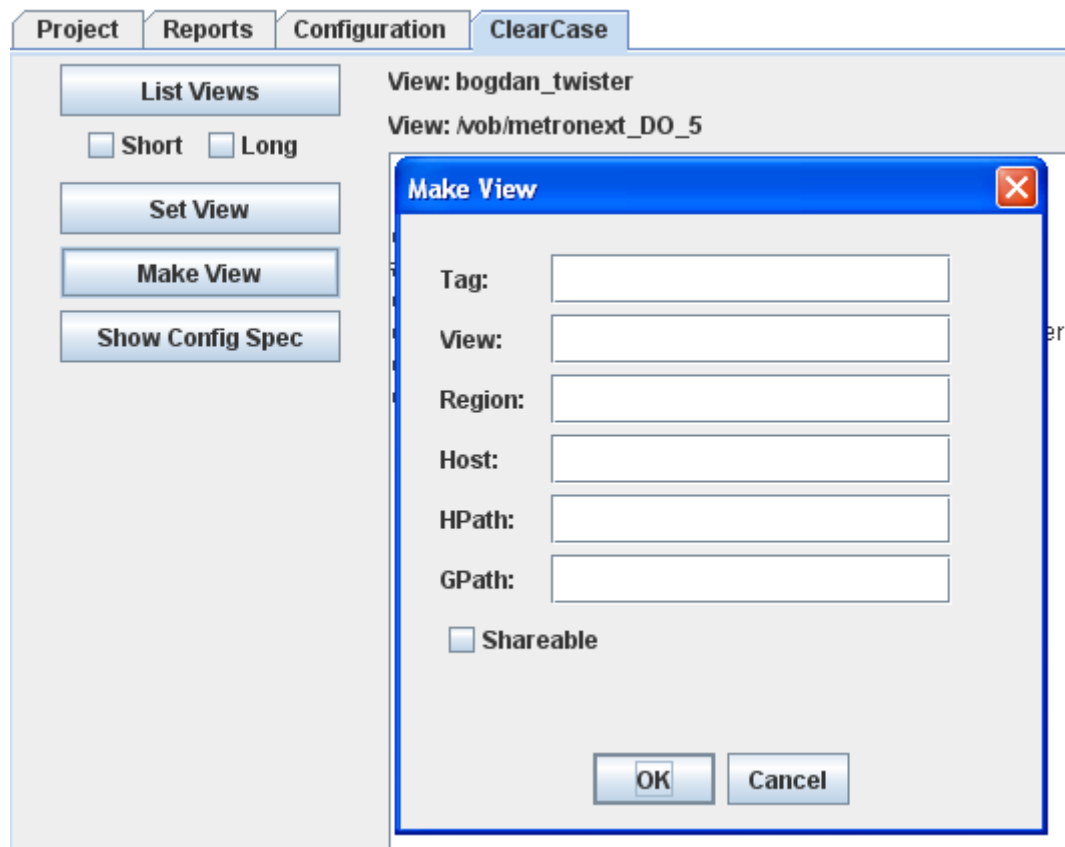 Project Reports Configuration ClearCase
List Views
Short Long
Set View
Make View
Show Config Spec
View: bogdan_twister
View: /vob/metronext_DO_5
Make View
Tag:
View:
Region:
Host:
HPath:
GPath:
Shareable
OK Cancel